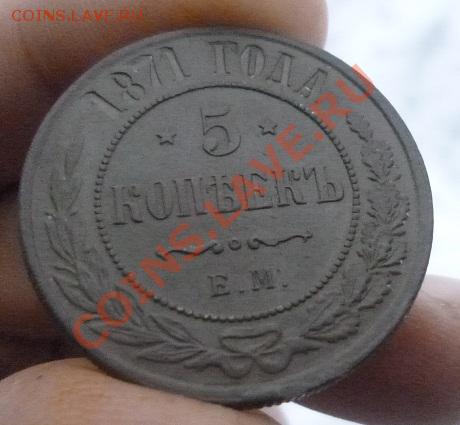 COINS.LAVE.RU
1871 ГОДА
5
КОПѢЕКЪ
Е.М.
COINS.LAVE.RU